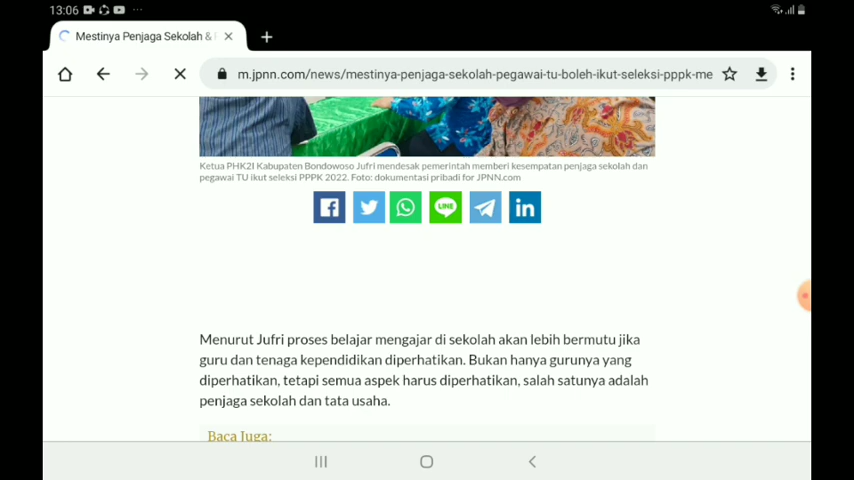 13:06
Mestinya Penjaga Sekolah &
m.jpnn.com/news/mestinya-penjaga-sekolah-pegawai-tu-boleh-ikut-seleksi-pppk-me
Ketua PHK2I Kabupaten Bondowoso Jufri mendesak pemerintah memberi kesempatan penjaga sekolah dan
pegawai TU ikut seleksi PPPK 2022. Foto: dokumentasi pribadi for JPNN.com
LINE
in
Menurut Jufri proses belajar mengajar di sekolah akan lebih bermutu jika
guru dan tenaga kependidikan diperhatikan. Bukan hanya gurunya yang
diperhatikan, tetapi semua aspek harus diperhatikan, salah satunya adalah
penjaga sekolah dan tata usaha.
Baca Juga: